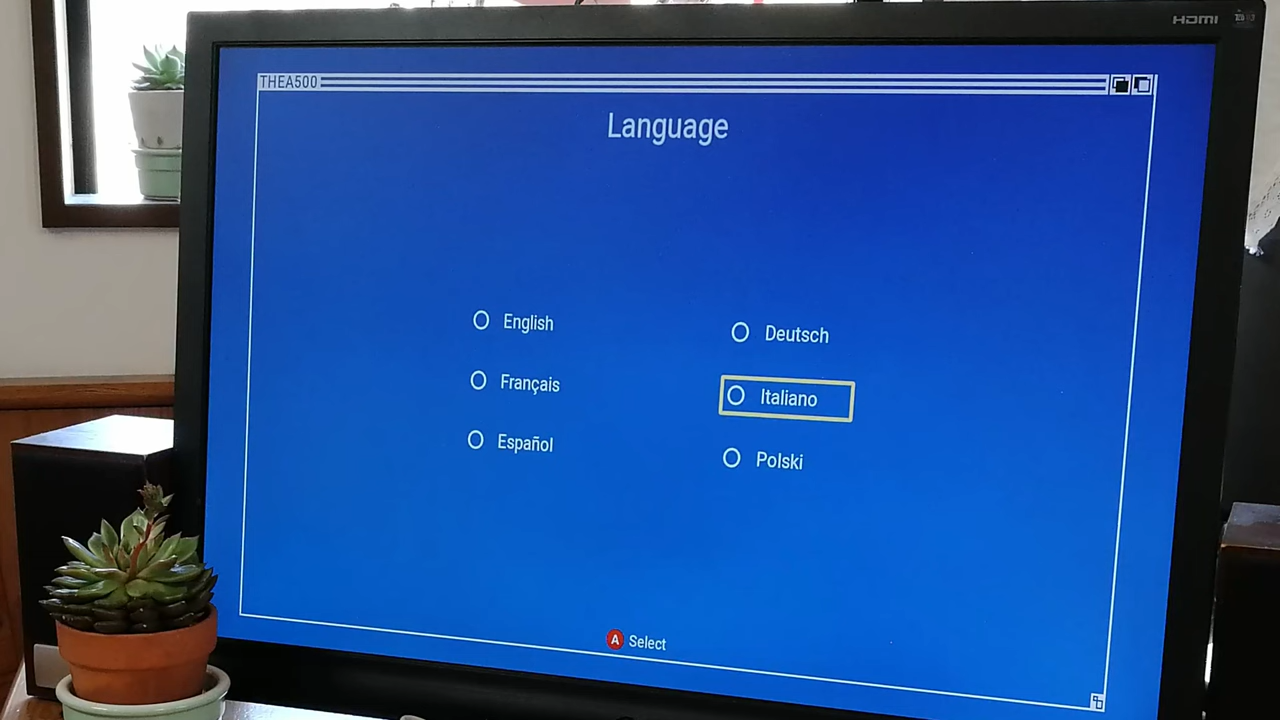 HDMI
THEA500
Language
English
Deutsch
Français
Italiano
Español
Polski
A Select